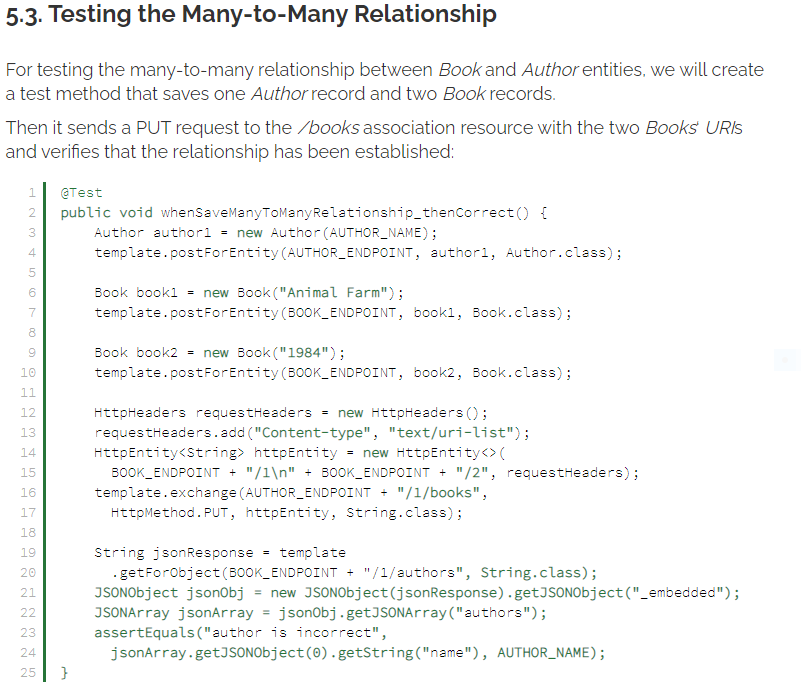 5.3. Testing the Many-to-Many Relationship
For testing the many-to-many relationship between Book and Author entities, we will create
a test method that saves one Author record and two Book records.
Then it sends a PUT request to the /books association resource with the two Books' URIs
and verifies that the relationship has been established:
1 @Test
2 public void whenSaveManyToManyRelationship_thenCorrect() {
3     Author author1 = new Author(AUTHOR_NAME);
4     template.postForEntity(AUTHOR_ENDPOINT, author1, Author.class);
5
6     Book book1 = new Book("Animal Farm");
7     template.postForEntity(BOOK_ENDPOINT, book1, Book.class);
8
9     Book book2 = new Book("1984");
10     template.postForEntity(BOOK_ENDPOINT, book2, Book.class);
11
12     HttpHeaders requestHeaders = new HttpHeaders();
13     requestHeaders.add("Content-type", "text/uri-list");
14     HttpEntity<String> httpEntity = new HttpEntity<>(
15       BOOK_ENDPOINT + "/1\n" + BOOK_ENDPOINT + "/2", requestHeaders);
16     template.exchange(AUTHOR_ENDPOINT + "/1/books",
17       HttpMethod.PUT, httpEntity, String.class);
18
19     String jsonResponse = template
20       .getForObject(BOOK_ENDPOINT + "/1/authors", String.class);
21     JSONObject jsonObj = new JSONObject(jsonResponse).getJSONObject("_embedded");
22     JSONArray jsonArray = jsonObj.getJSONArray("authors");
23     assertEquals("author is incorrect",
24       jsonArray.getJSONObject(0).getString("name"), AUTHOR_NAME);
25 }